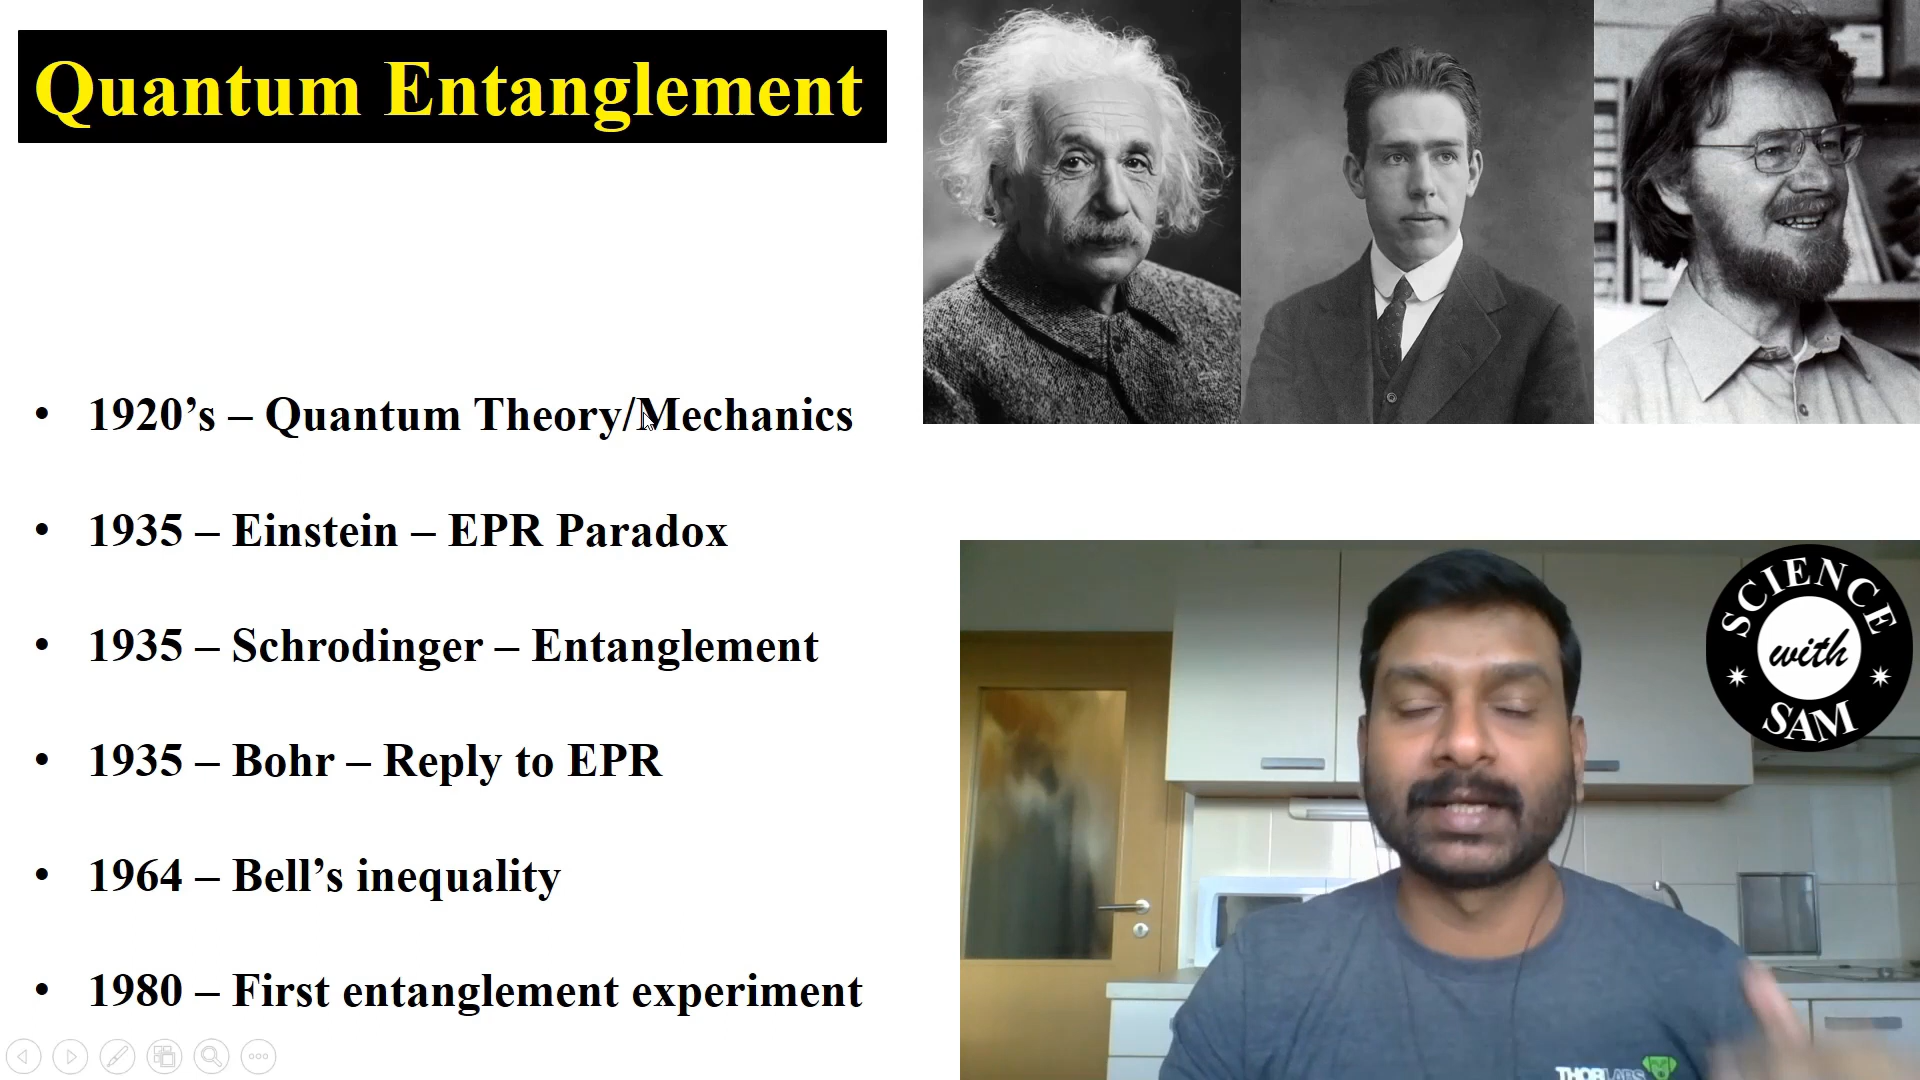 Quantum Entanglement
• 1920’s – Quantum Theory/Mechanics
• 1935 – Einstein – EPR Paradox
• 1935 – Schrodinger – Entanglement
• 1935 – Bohr – Reply to EPR
• 1964 – Bell’s inequality
• 1980 – First entanglement experiment
SCIENCE
with
SAM
THORLABS